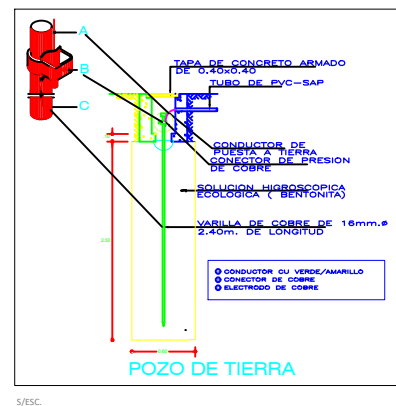 A
B
C
TAPA DE CONCRETO ARMADO
DE 0.40x0.40
TUBO DE PVC-SAP
CONDUCTOR DE
PUESTA A TIERRA
CONECTOR DE PRESION
DE COBRE
SOLUCION HIGROSCOPICA
ECOLOGICA ( BENTONITA)
VARILLA DE COBRE DE 16mm.ø
2.40m. DE LONGITUD
CONDUCTOR CU VERDE/AMARILLO
CONECTOR DE COBRE
ELECTRODO DE COBRE
POZO DE TIERRA
S/ESC.